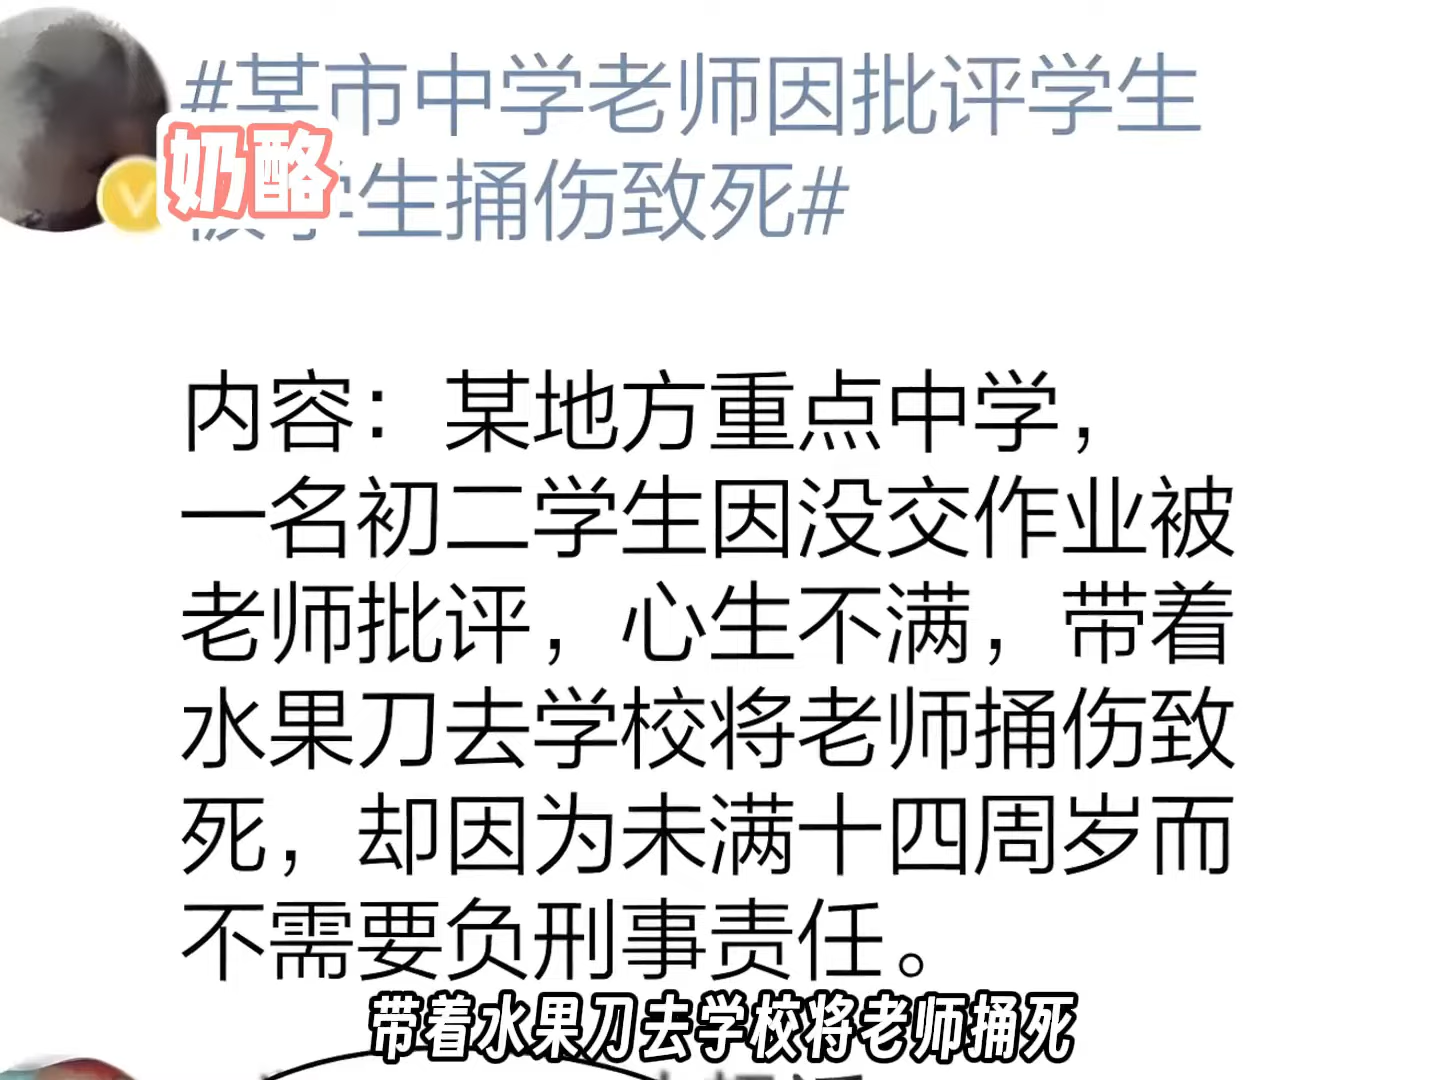 #某市中学老师因批评学生
奶酪
学生捅伤致死#
内容：某地方重点中学，
一名初二学生因没交作业被
老师批评，心生不满，带着
水果刀去学校将老师捅伤致
死，却因为未满十四周岁而
不需要负刑事责任。
带着水果刀去学校将老师捅死